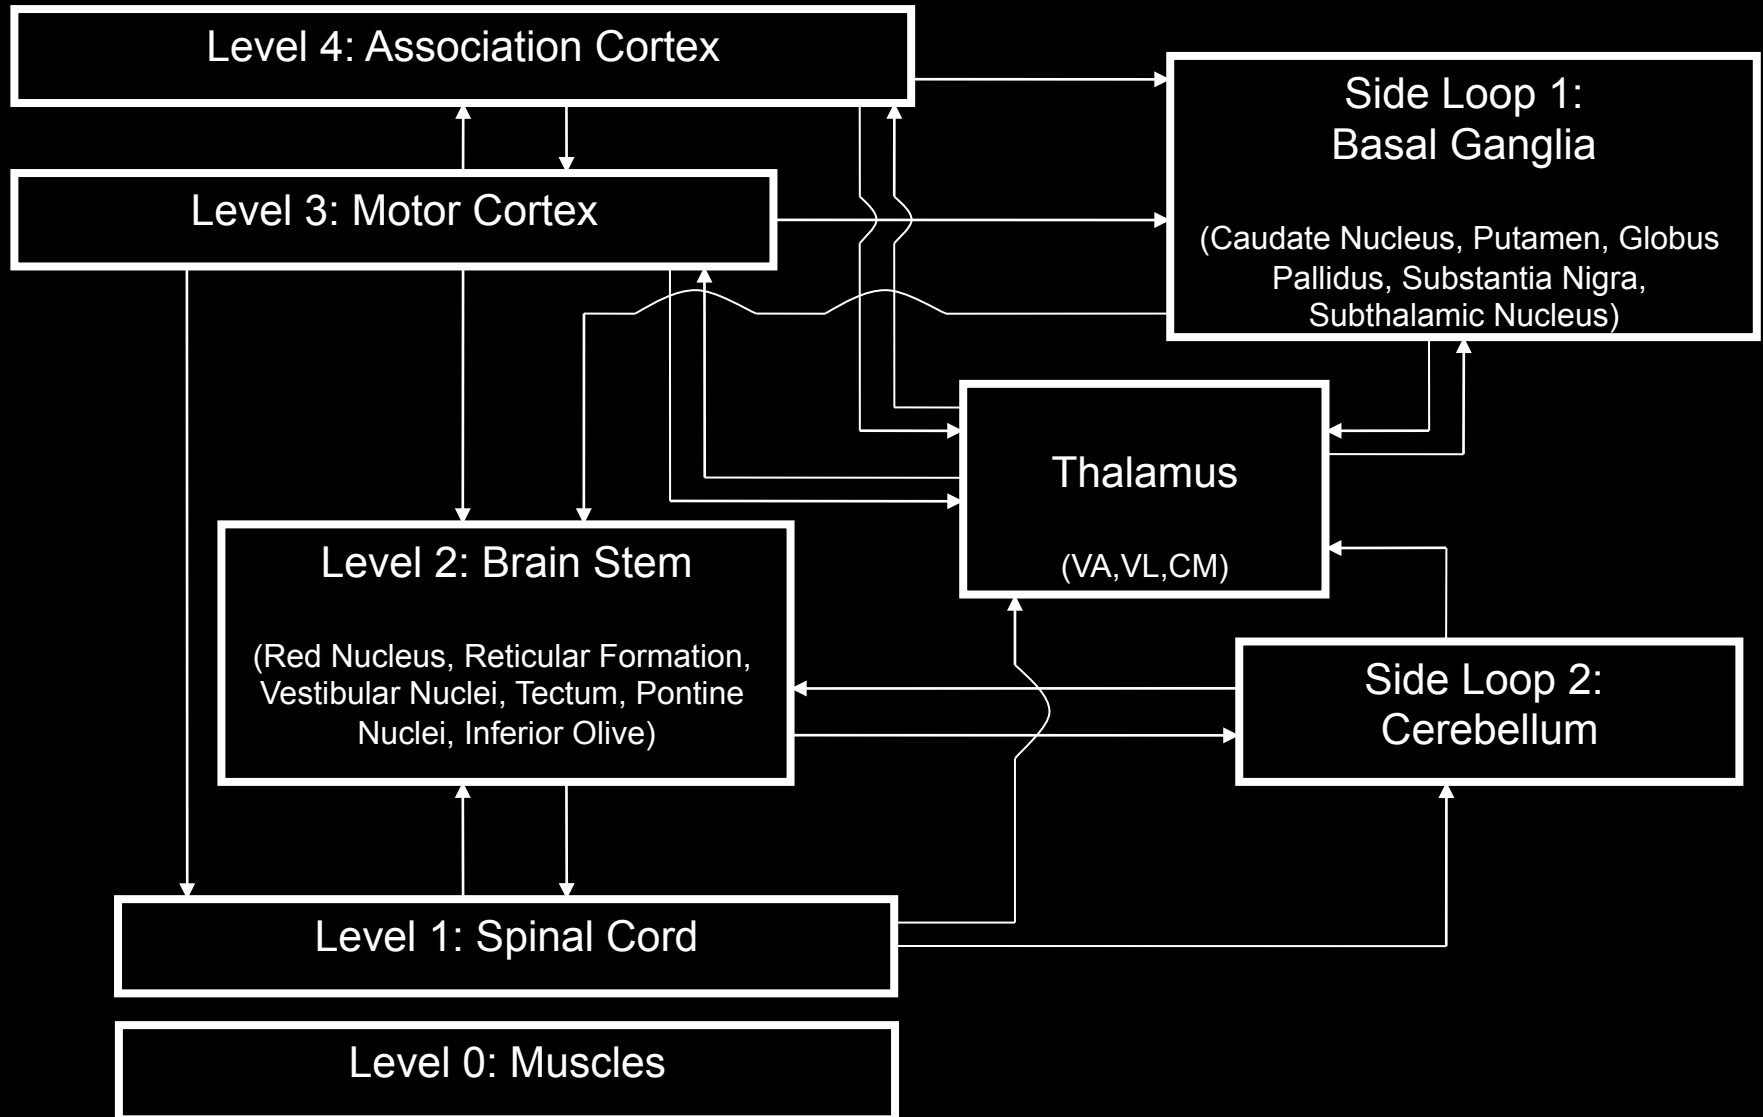 Level 4: Association Cortex
Side Loop 1:
Basal Ganglia
(Caudate Nucleus, Putamen, Globus
Pallidus, Substantia Nigra,
Subthalamic Nucleus)
Level 3: Motor Cortex
Thalamus
(VA,VL,CM)
Level 2: Brain Stem
(Red Nucleus, Reticular Formation,
Vestibular Nuclei, Tectum, Pontine
Nuclei, Inferior Olive)
Side Loop 2:
Cerebellum
Level 1: Spinal Cord
Level 0: Muscles